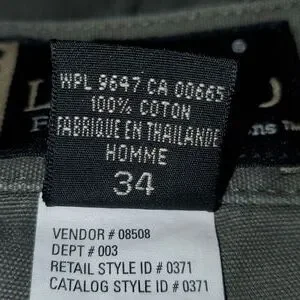 WPL 9647 CA 00665
100% COTON
FABRIQUE EN THAILANDE
HOMME
34
VENDOR # 08508
DEPT # 003
RETAIL STYLE ID # 0371
CATALOG STYLE ID # 0371